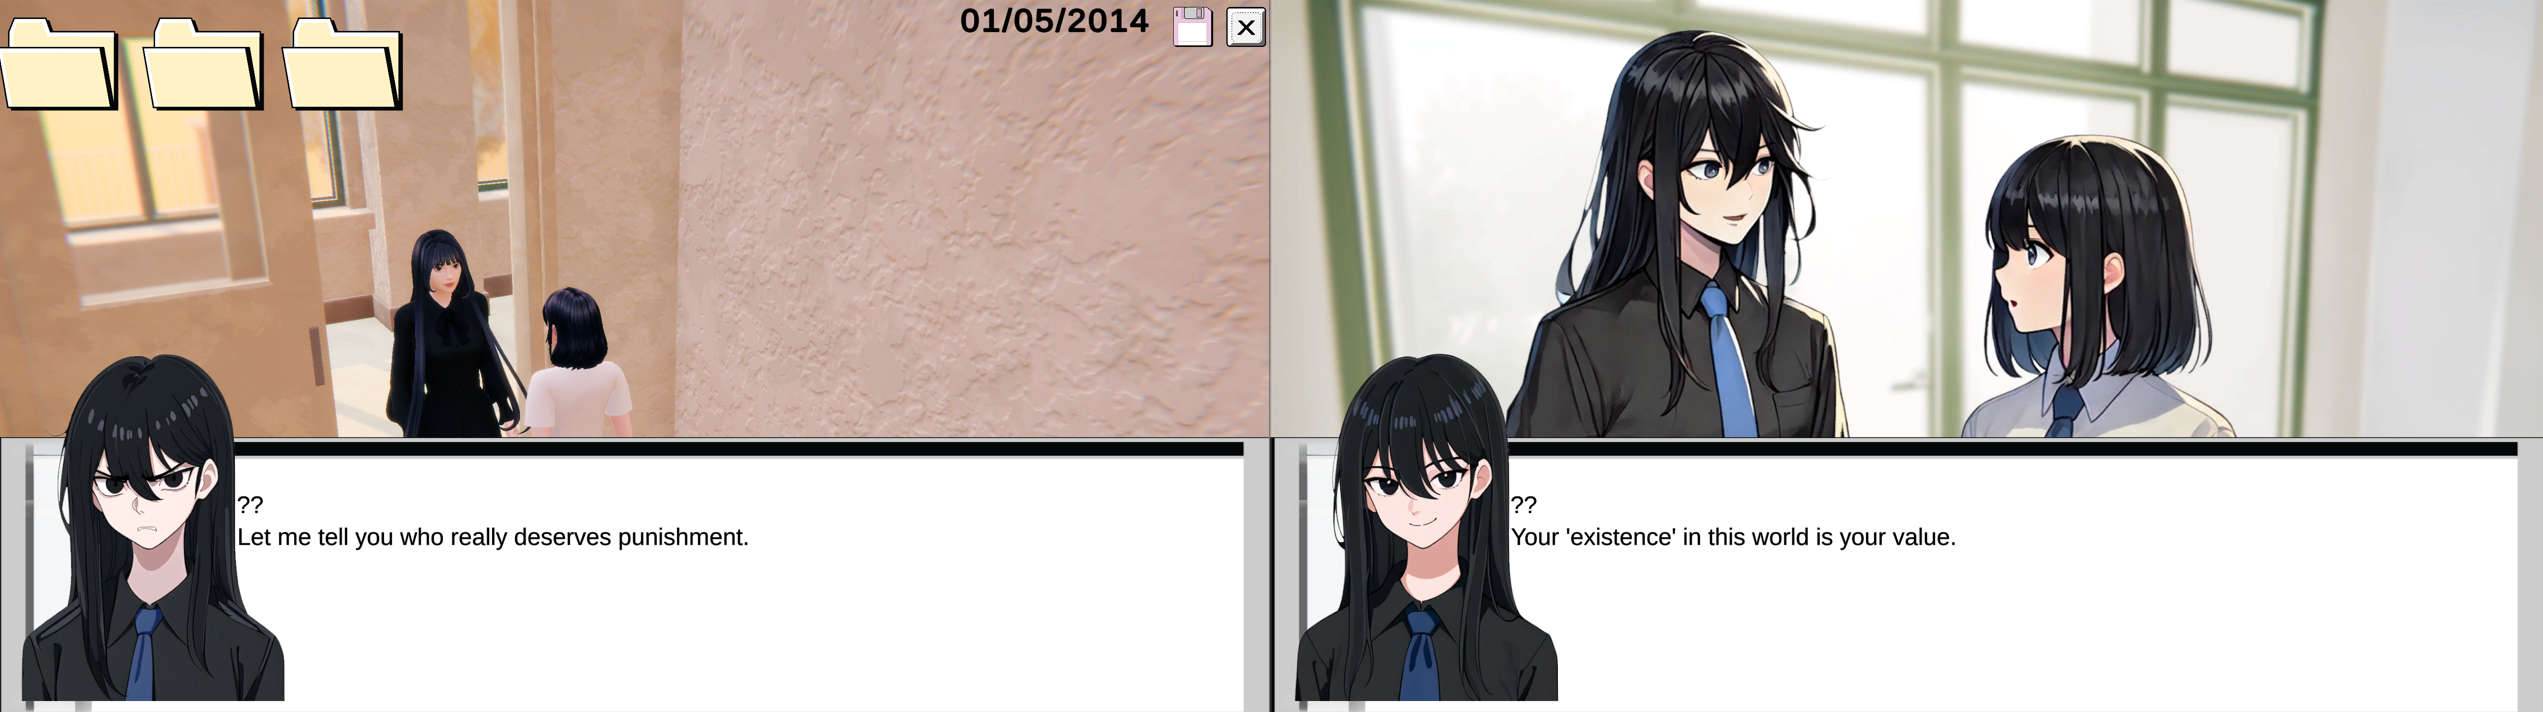 01/05/2014
??
Let me tell you who really deserves punishment.
??
Your 'existence' in this world is your value.